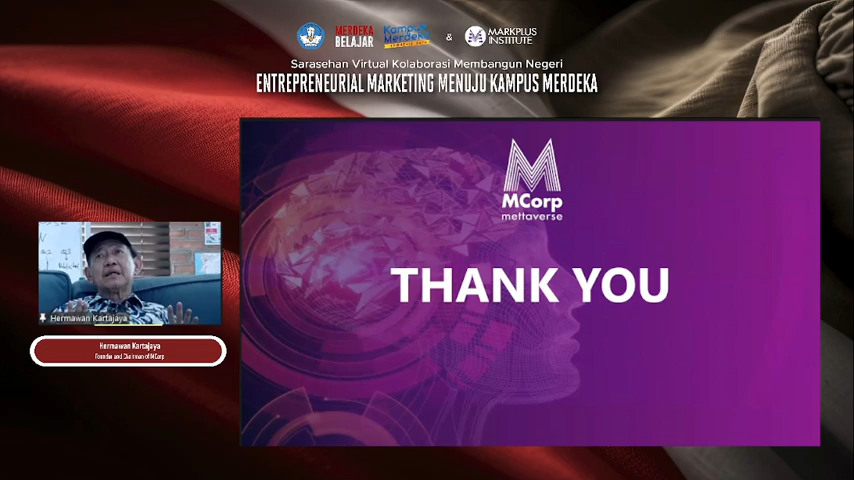 MERDEKA
BELAJAR
Kampus
Merdeka
&
MARKPLUS
INSTITUTE
Sarasehan Virtual Kolaborasi Membangun Negeri
ENTREPRENEURIAL MARKETING MENUJU KAMPUS MERDEKA
MCorp
mettaverse
THANK YOU
Hermawan Kartajaya
Hermawan Kartajaya
Founder and Chairman of MCorp